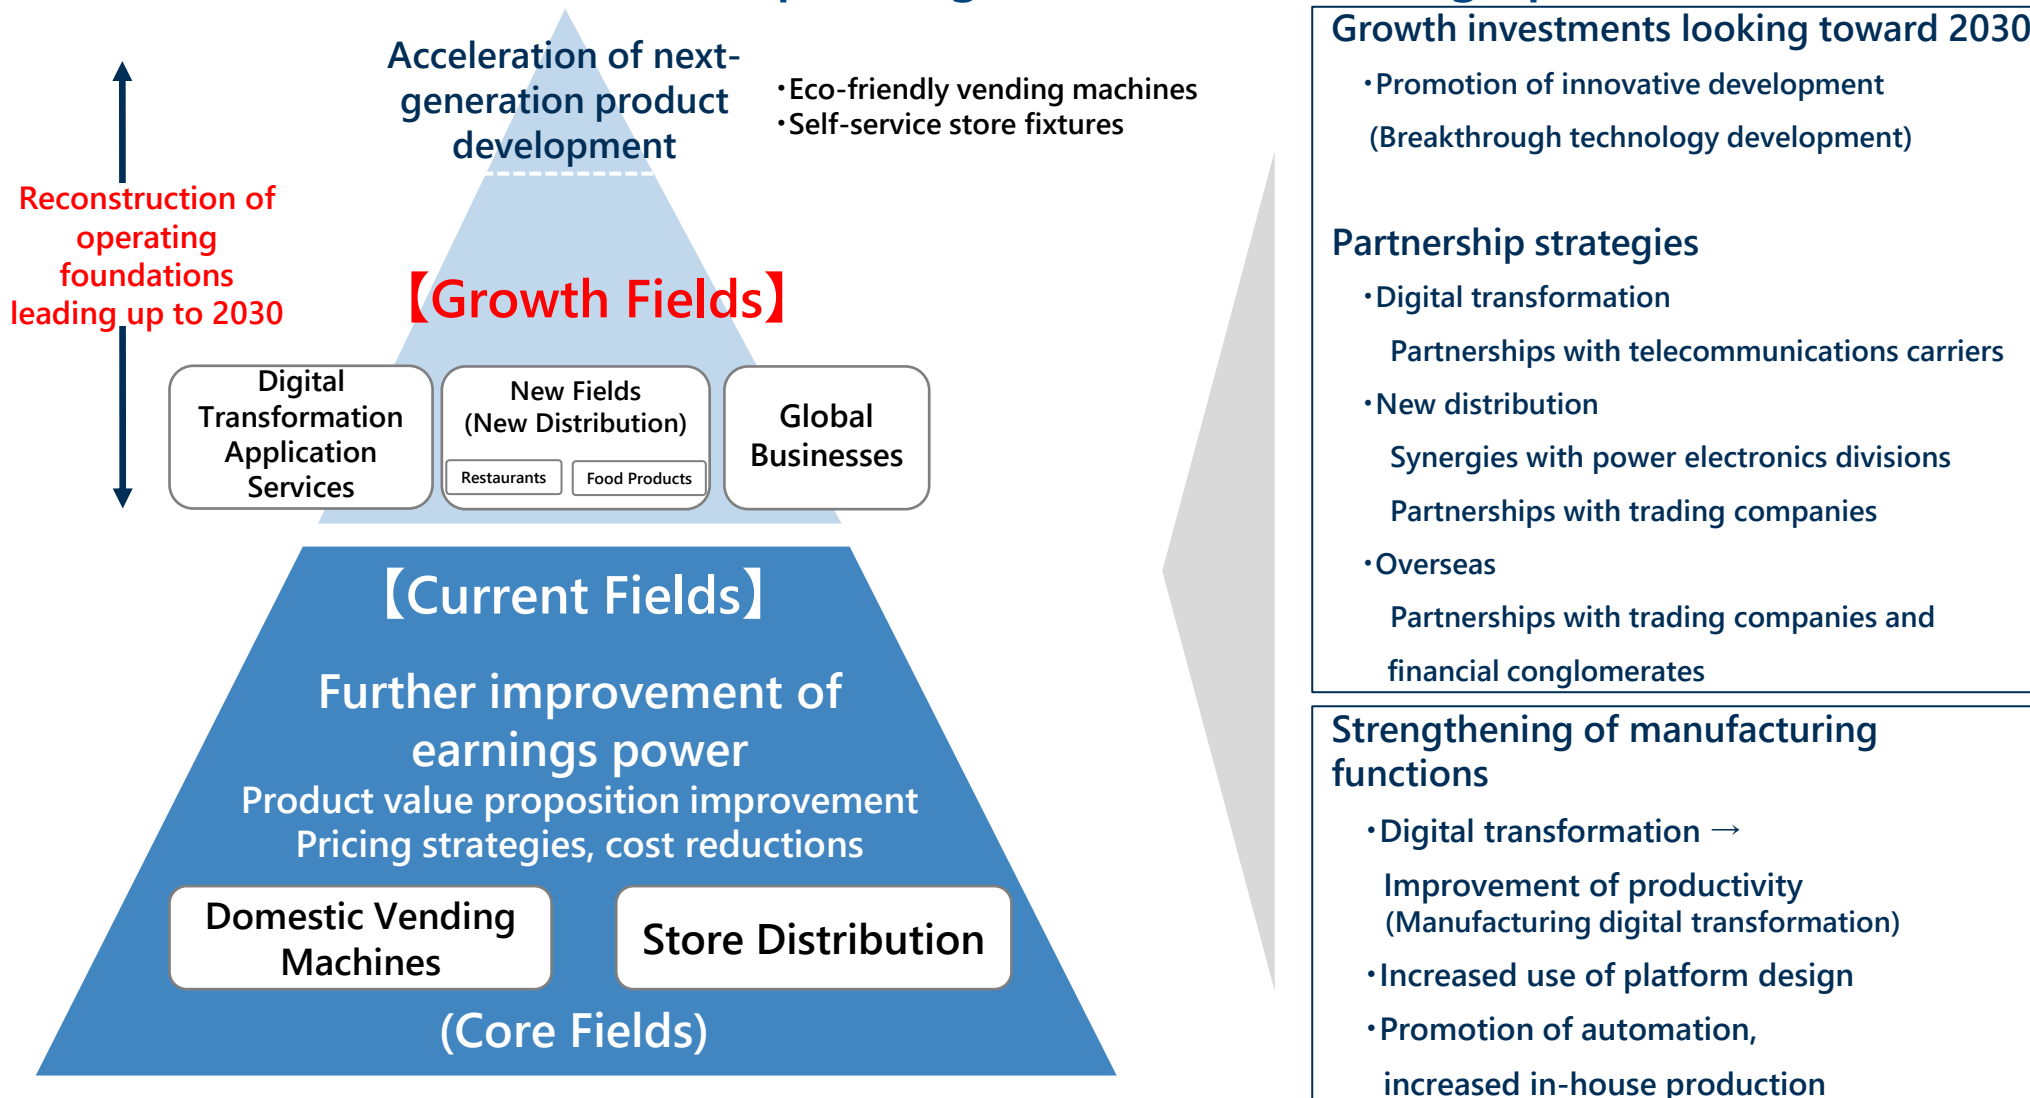 Acceleration of next-
generation product
development
・Eco-friendly vending machines
・Self-service store fixtures
Reconstruction of
operating
foundations
leading up to 2030
【Growth Fields】
Digital
Transformation
Application
Services
New Fields
(New Distribution)
Restaurants
Food Products
Global
Businesses
【Current Fields】
Further improvement of
earnings power
Product value proposition improvement
Pricing strategies, cost reductions
Domestic Vending
Machines
Store Distribution
(Core Fields)
Growth investments looking toward 2030
・Promotion of innovative development
(Breakthrough technology development)
Partnership strategies
・Digital transformation
Partnerships with telecommunications carriers
・New distribution
Synergies with power electronics divisions
Partnerships with trading companies
・Overseas
Partnerships with trading companies and
financial conglomerates
Strengthening of manufacturing
functions
・Digital transformation →
Improvement of productivity
(Manufacturing digital transformation)
・Increased use of platform design
・Promotion of automation,
increased in-house production